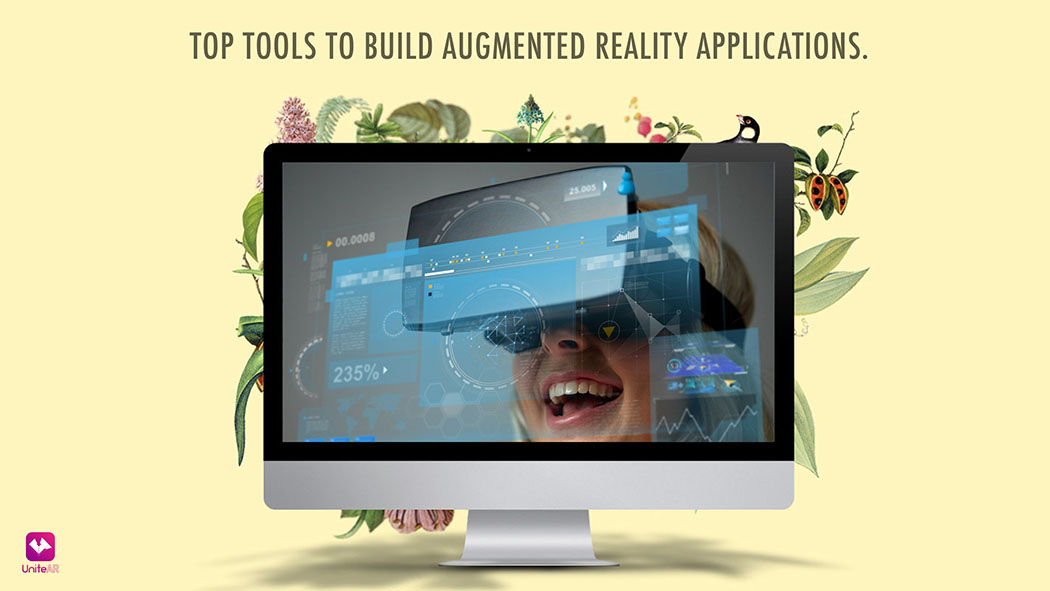 TOP TOOLS TO BUILD AUGMENTED REALITY APPLICATIONS.
25.005
00.0008
235%
UniteAR